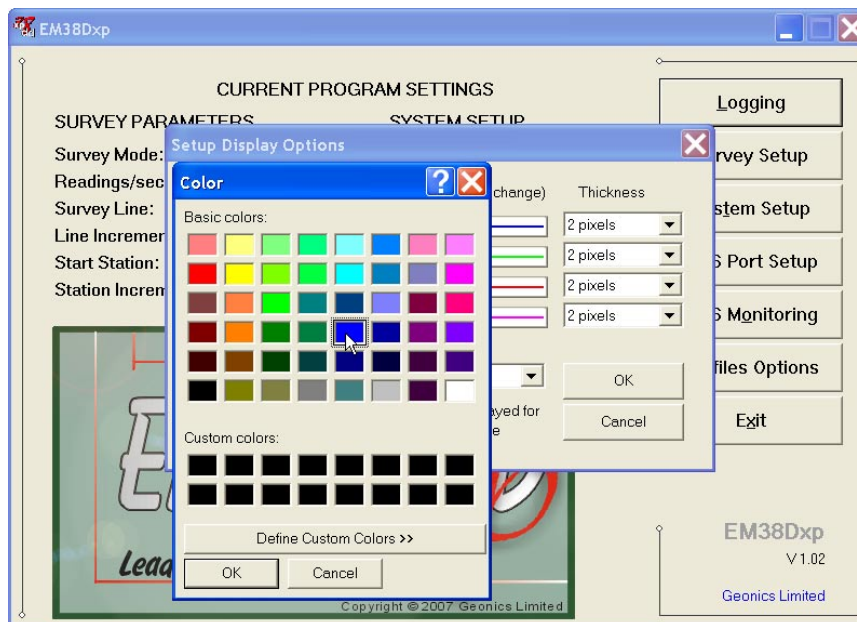 EM38Dxp
CURRENT PROGRAM SETTINGS
SURVEY PARAMETERS
SYSTEM SETUP
Survey Mode:
Readings/sec
Survey Line:
Line Incremen
Start Station:
Station Increm
Logging
rvey Setup
stem Setup
S Port Setup
S Monitoring
files Options
Exit
Setup Display Options
change)
Thickness
2 pixels
2 pixels
2 pixels
2 pixels
OK
Cancel
ayed for
e
Color
Basic colors:
Custom colors:
Define Custom Colors >>
OK
Cancel
Lead
Copyright © 2007 Geonics Limited
EM38Dxp
V 1.02
Geonics Limited